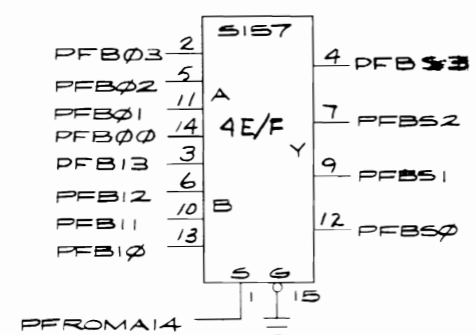 S157
PFBØ3 2
PFBØ2 5
PFBØ1 11
PFBØØ 14
PFB13 3
PFB12 6
PFB11 10
PFB1Ø 13
A
4E/F
Y
B
4 PFBS3
7 PFBS2
9 PFBS1
12 PFBSØ
S G
1 15
PFROMA14